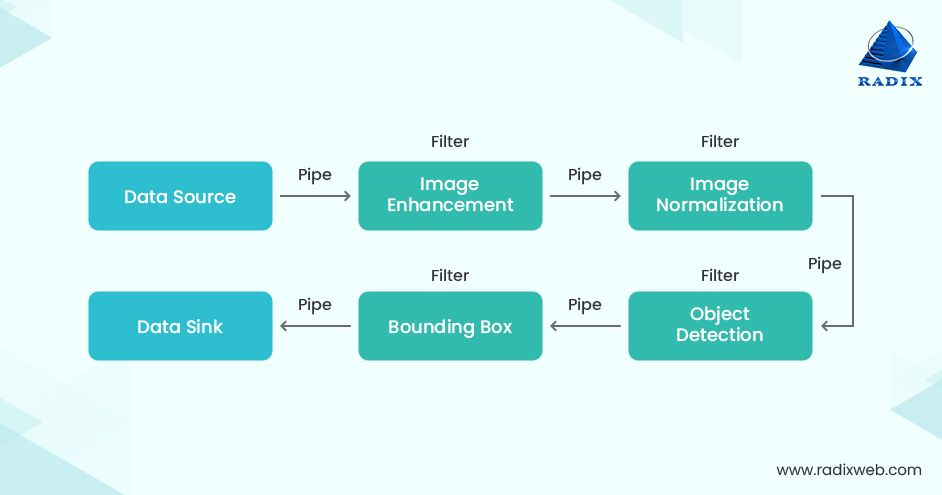 RADIX
Filter
Filter
Data Source
Pipe
Image
Enhancement
Pipe
Image
Normalization
Pipe
Filter
Filter
Data Sink
Pipe
Bounding Box
Pipe
Object
Detection
www.radixweb.com